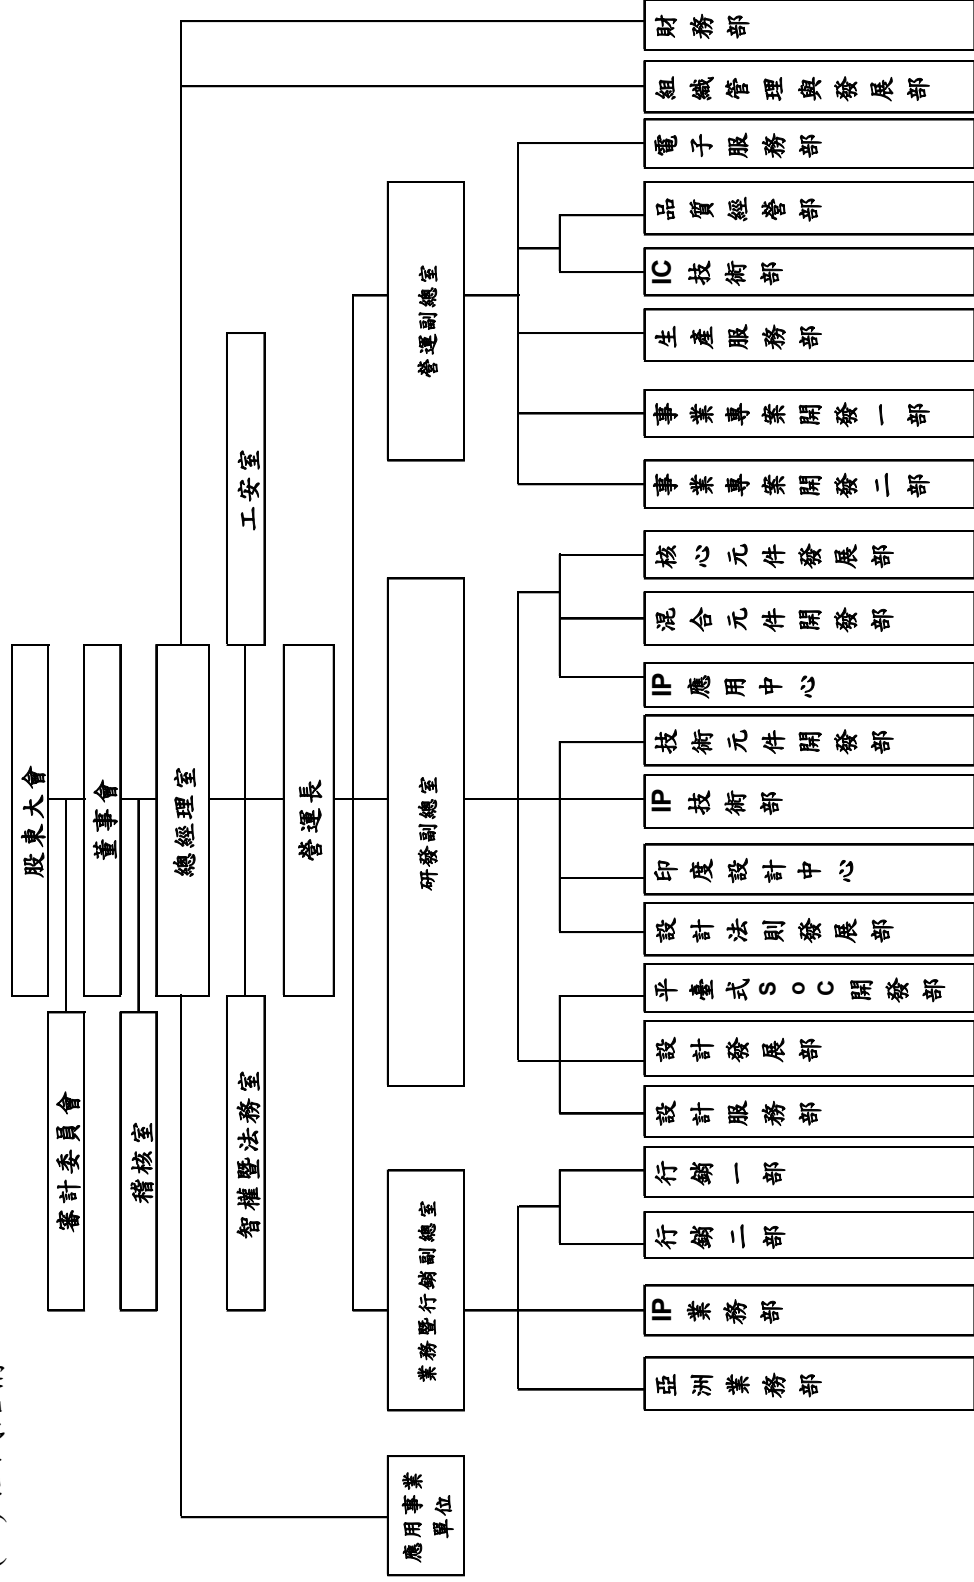 股東大會
審計委員會
董事會
稽核室
總經理室
智權暨法務室
工安室
營運長
應用事業
單位
業務暨行銷副總室
研發副總室
營運副總室
亞洲業務部
IP業務部
行銷二部
行銷一部
設計服務部
設計發展部
平臺式SoC開發部
設計法則發展部
印度設計中心
IP技術部
技術元件開發部
IP應用中心
混合元件開發部
核心元件發展部
事業專案開發二部
事業專案開發一部
生產服務部
IC技術部
品質經營部
電子服務部
組織管理與發展部
財務部